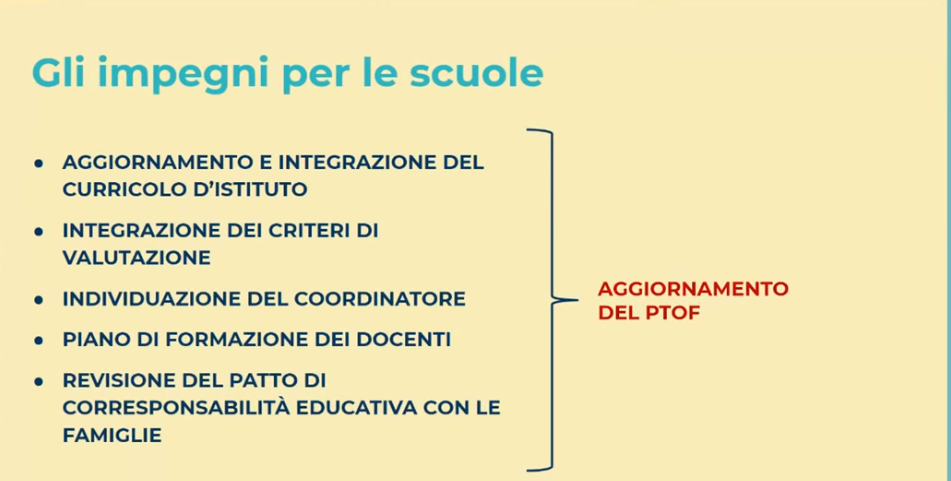 Gli impegni per le scuole
• AGGIORNAMENTO E INTEGRAZIONE DEL
CURRICOLO D'ISTITUTO
• INTEGRAZIONE DEI CRITERI DI
VALUTAZIONE
• INDIVIDUAZIONE DEL COORDINATORE
• PIANO DI FORMAZIONE DEI DOCENTI
• REVISIONE DEL PATTO DI
CORRESPONSABILITÀ EDUCATIVA CON LE
FAMIGLIE
AGGIORNAMENTO
DEL PTOF